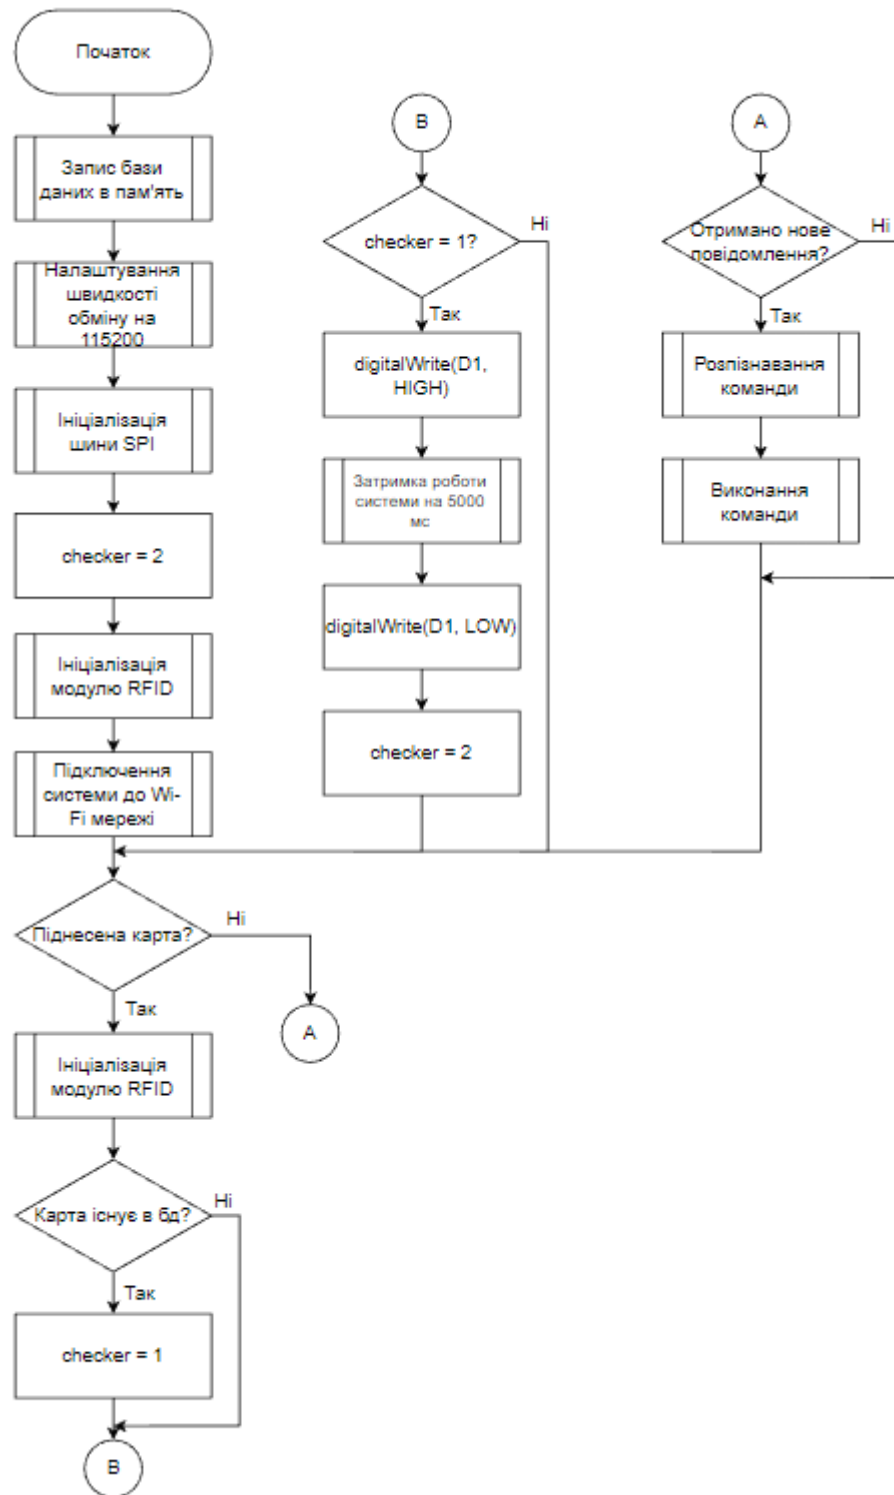 Початок
Запис бази
даних в пам'ять
Налаштування
швидкості
обміну на
115200
Ініціалізація
шини SPI
checker = 2
Ініціалізація
модулю RFID
Підключення
системи до Wi-
Fi мережі
Піднесена карта?
Ні
A
Так
Ініціалізація
модулю RFID
Карта існує в бд?
Ні
Так
checker = 1
B
B
checker = 1?
Ні
Так
digitalWrite(D1,
HIGH)
Затримка роботи
системи на 5000
мс
digitalWrite(D1, LOW)
checker = 2
A
Отримано нове
повідомлення?
Ні
Так
Розпізнавання
команди
Виконання
команди